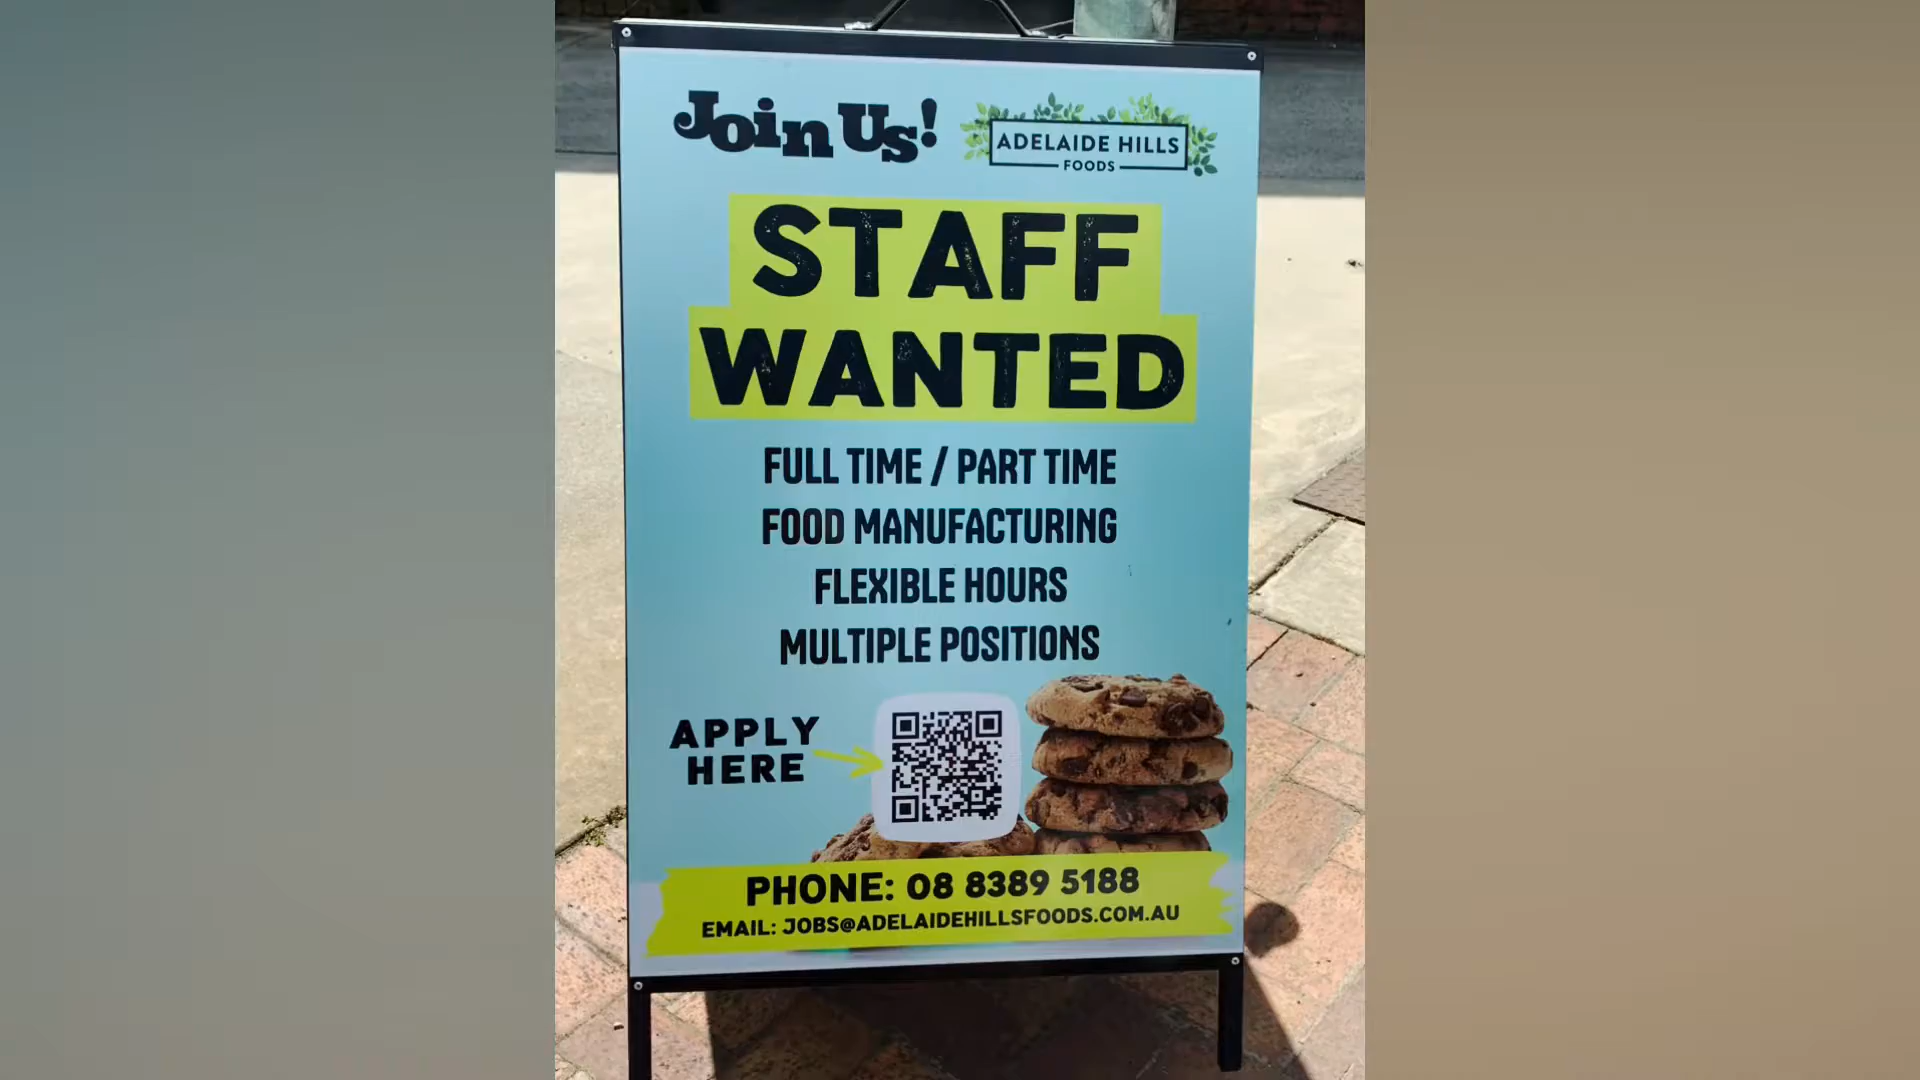 Join Us!
ADELAIDE HILLS
FOODS
STAFF
WANTED
FULL TIME / PART TIME
FOOD MANUFACTURING
FLEXIBLE HOURS
MULTIPLE POSITIONS
APPLY
HERE
PHONE: 08 8389 5188
EMAIL: JOBS@ADELAIDEHILLSFOODS.COM.AU